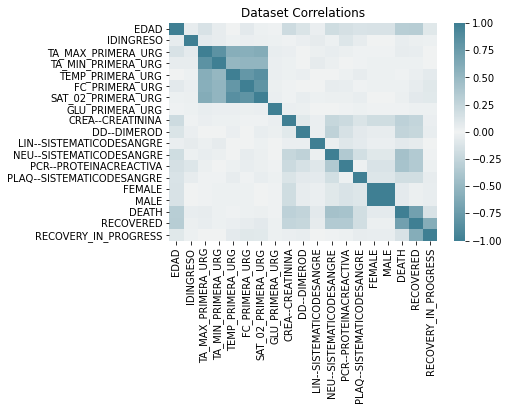 Dataset Correlations
EDAD
IDINGRESO
TA_MAX_PRIMERA_URG
TA_MIN_PRIMERA_URG
TEMP_PRIMERA_URG
FC_PRIMERA_URG
SAT_02_PRIMERA_URG
GLU_PRIMERA_URG
CREA--CREATININA
DD--DIMEROD
LIN--SISTEMATICODESANGRE
NEU--SISTEMATICODESANGRE
PCR--PROTEINACREACTIVA
PLAQ--SISTEMATICODESANGRE
FEMALE
MALE
DEATH
RECOVERED
RECOVERY_IN_PROGRESS
EDAD
IDINGRESO
TA_MAX_PRIMERA_URG
TA_MIN_PRIMERA_URG
TEMP_PRIMERA_URG
FC_PRIMERA_URG
SAT_02_PRIMERA_URG
GLU_PRIMERA_URG
CREA--CREATININA
DD--DIMEROD
LIN--SISTEMATICODESANGRE
NEU--SISTEMATICODESANGRE
PCR--PROTEINACREACTIVA
PLAQ--SISTEMATICODESANGRE
FEMALE
MALE
DEATH
RECOVERED
RECOVERY_IN_PROGRESS
1.00
0.75
0.50
0.25
0.00
−0.25
−0.50
−0.75
−1.00